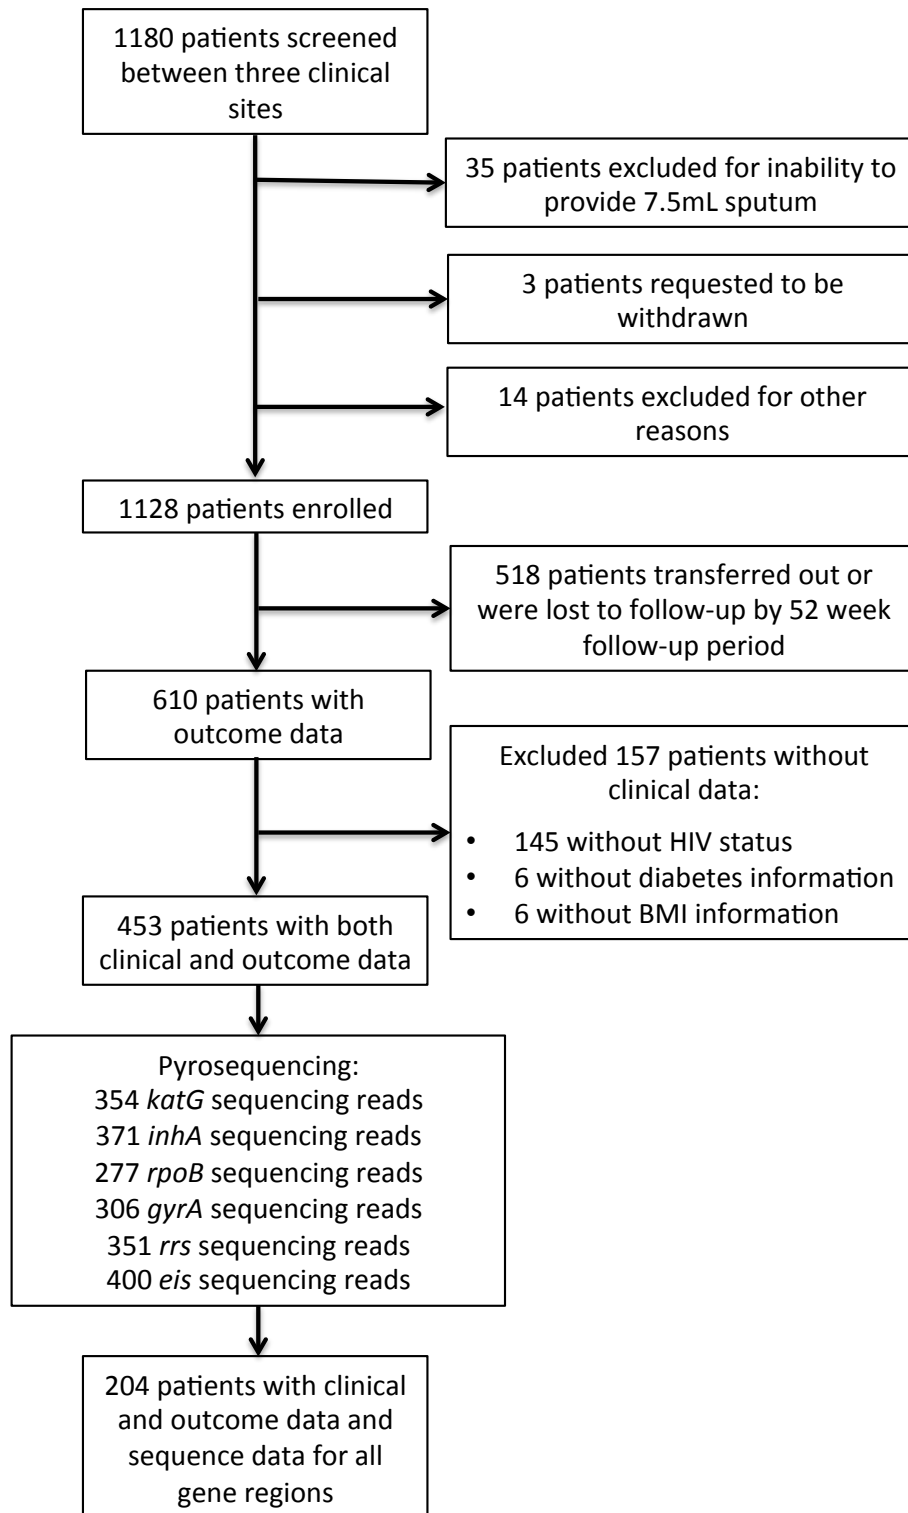 1180 patients screened
between three clinical
sites
35 patients excluded for inability to
provide 7.5mL sputum
3 patients requested to be
withdrawn
14 patients excluded for other
reasons
1128 patients enrolled
518 patients transferred out or
were lost to follow-up by 52 week
follow-up period
610 patients with
outcome data
Excluded 157 patients without
clinical data:
• 145 without HIV status
• 6 without diabetes information
• 6 without BMI information
453 patients with both
clinical and outcome data
Pyrosequencing:
354 katG sequencing reads
371 inhA sequencing reads
277 rpoB sequencing reads
306 gyrA sequencing reads
351 rrs sequencing reads
400 eis sequencing reads
204 patients with clinical
and outcome data and
sequence data for all
gene regions